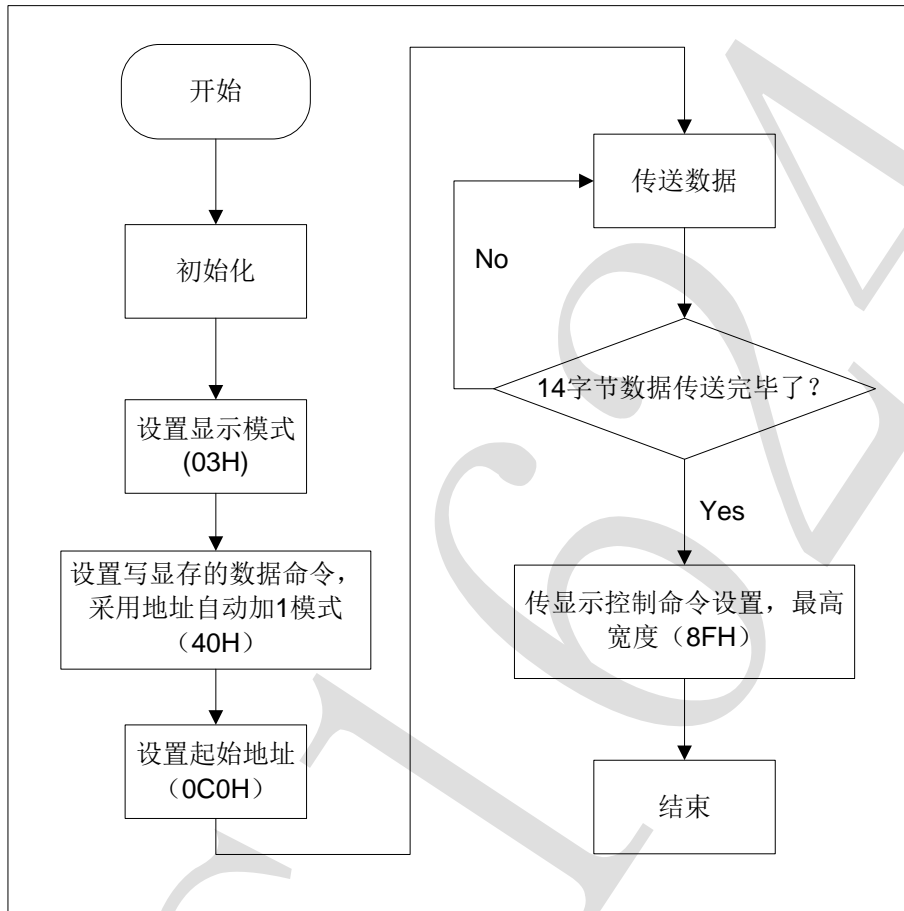 开始
初始化
设置显示模式
(03H)
设置写显存的数据命令，
采用地址自动加1模式
（40H）
设置起始地址
（0C0H）
传送数据
No
14字节数据传送完毕了？
Yes
传显示控制命令设置，最高
宽度（8FH）
结束